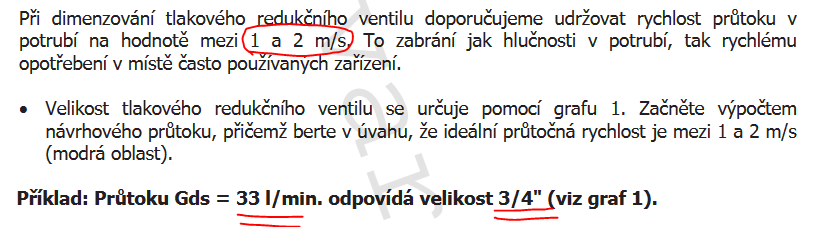 Při dimenzování tlakového redukčního ventilu doporučujeme udržovat rychlost průtoku v
potrubí na hodnotě mezi 1 a 2 m/s. To zabrání jak hlučnosti v potrubí, tak rychlému
opotřebení v místě často používaných zařízení.
• Velikost tlakového redukčního ventilu se určuje pomocí grafu 1. Začněte výpočtem
návrhového průtoku, přičemž berte v úvahu, že ideální průtočná rychlost je mezi 1 a 2 m/s
(modrá oblast).
Příklad: Průtoku Gds = 33 l/min. odpovídá velikost 3/4" (viz graf 1).